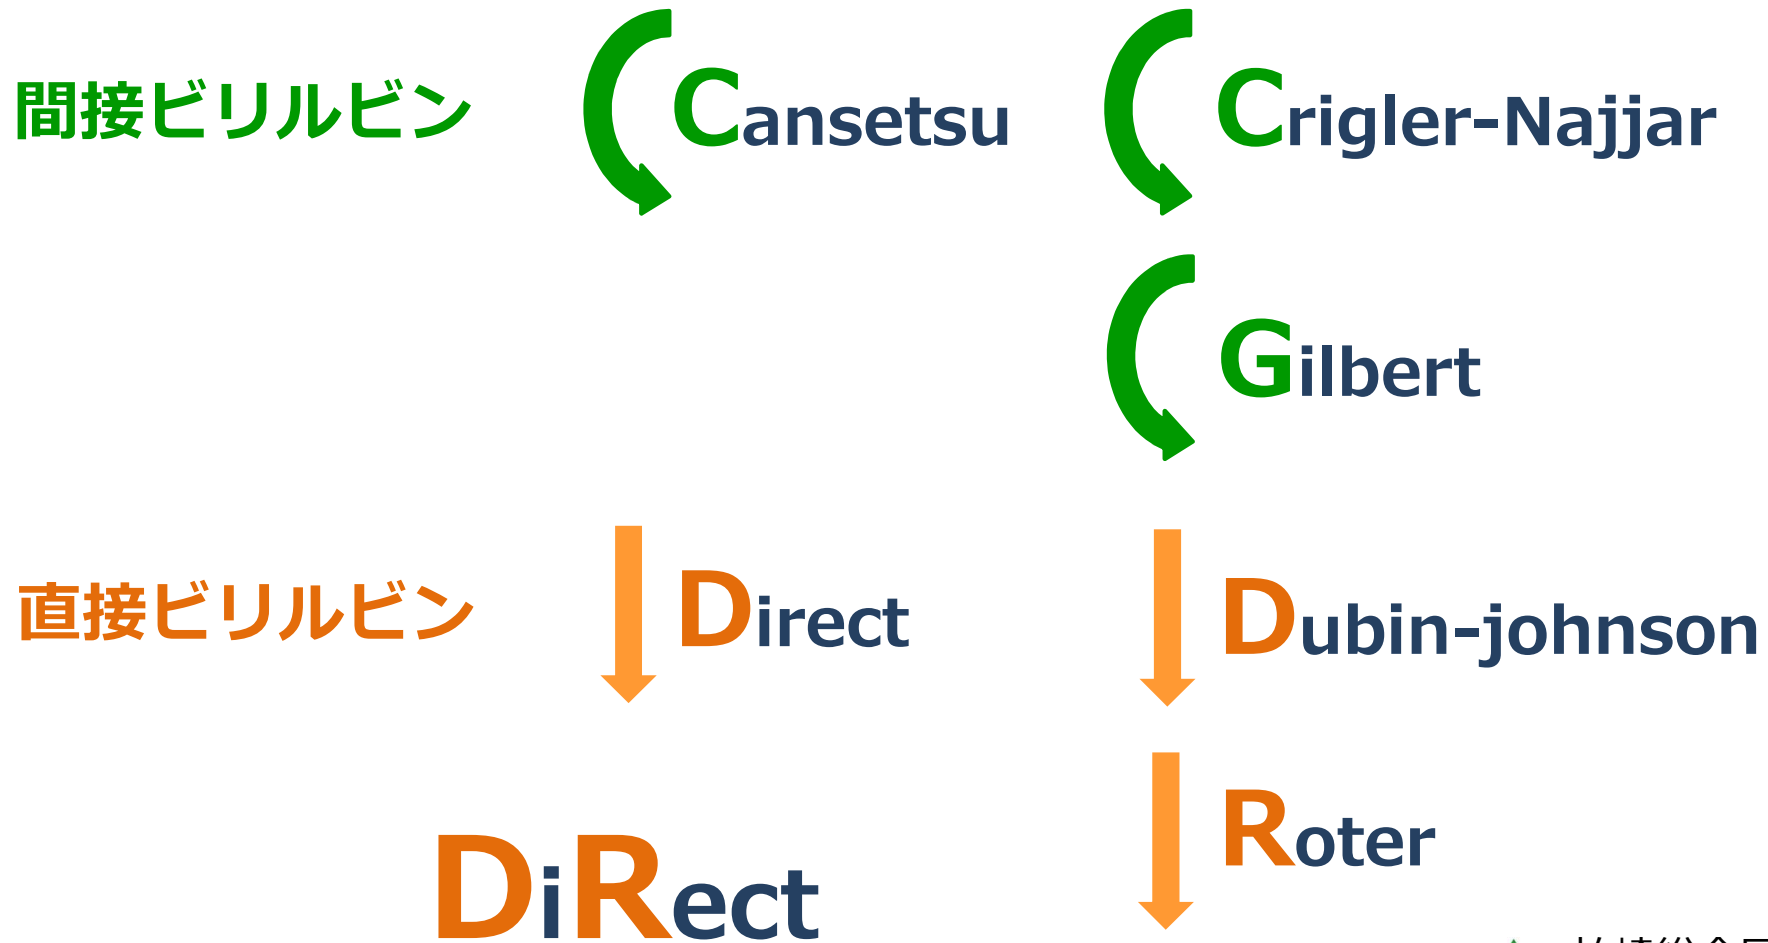 間接ビリルビン Cansetsu Crigler-Najjar
Gilbert
直接ビリルビン Direct Dubin-johnson
Roter
DiRect